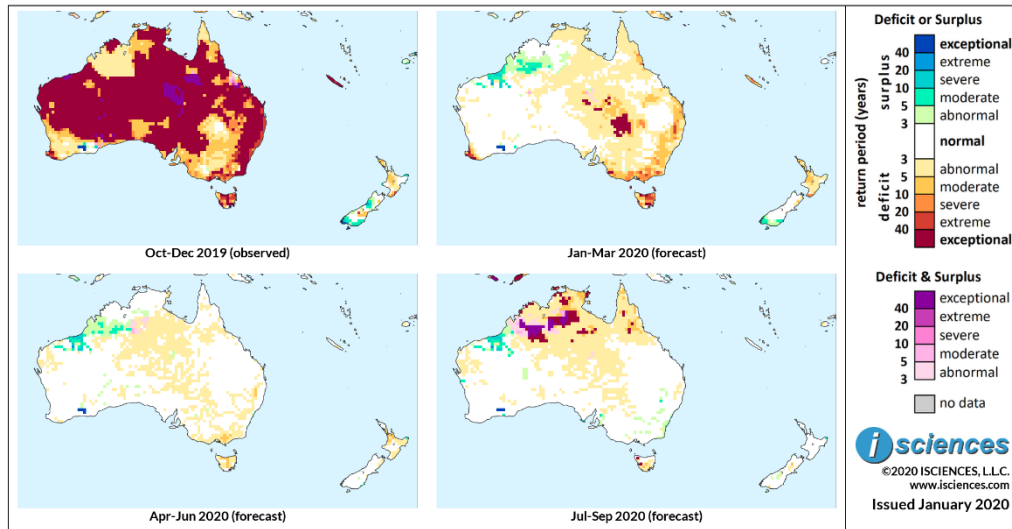 Oct-Dec 2019 (observed)
Jan-Mar 2020 (forecast)
Apr-Jun 2020 (forecast)
Jul-Sep 2020 (forecast)
Deficit or Surplus
return period (years)
surplus
deficit
exceptional
40
extreme
20
severe
10
moderate
5
abnormal
3
normal
3
abnormal
5
moderate
10
severe
20
extreme
40
exceptional
Deficit & Surplus
exceptional
40
extreme
20
severe
10
moderate
5
abnormal
3
no data
i sciences
©2020 ISCIENCES, L.L.C.
www.isciences.com
Issued January 2020